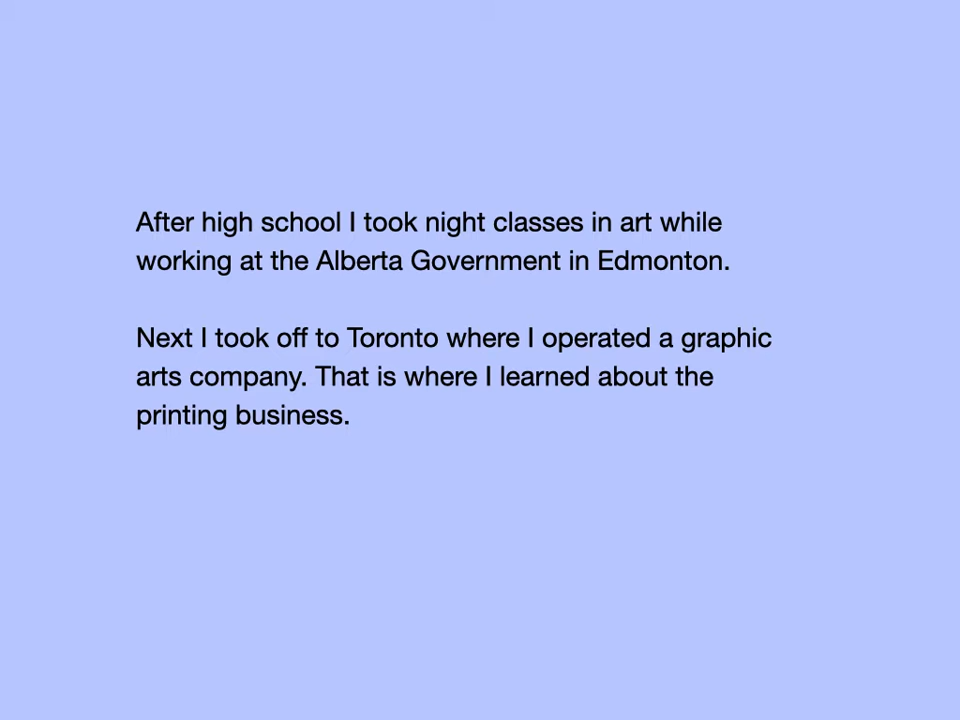 After high school I took night classes in art while
working at the Alberta Government in Edmonton.
Next I took off to Toronto where I operated a graphic
arts company. That is where I learned about the
printing business.